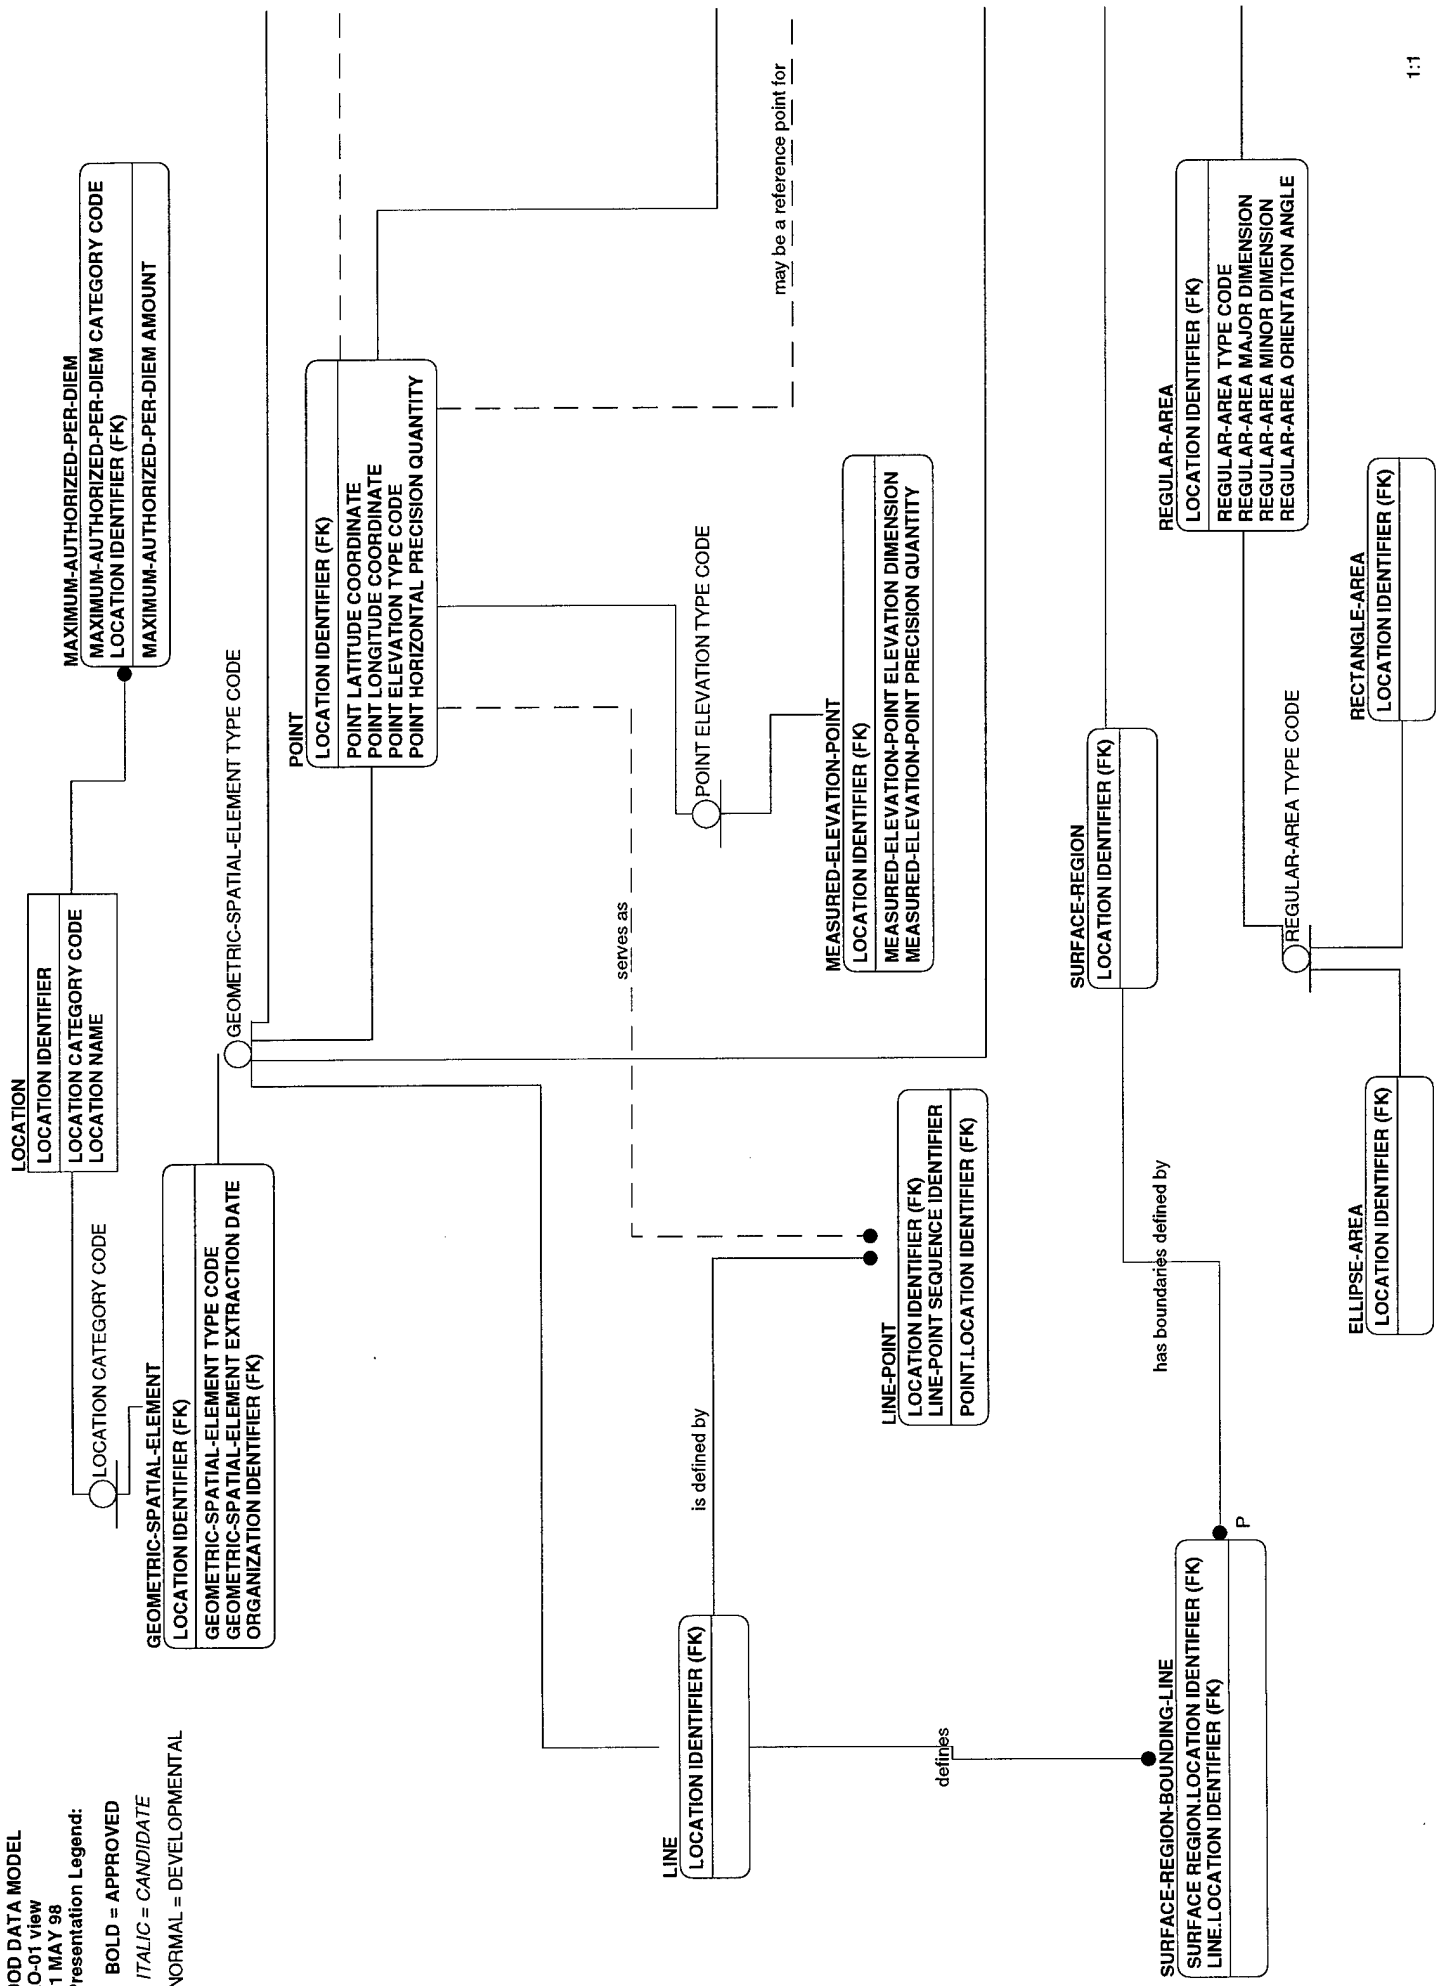 OOD DATA MODEL
O-01 view
1 MAY 98
Presentation Legend:
BOLD = APPROVED
ITALIC = CANDIDATE
NORMAL = DEVELOPMENTAL
LOCATION
LOCATION IDENTIFIER
LOCATION CATEGORY CODE
LOCATION NAME
MAXIMUM-AUTHORIZED-PER-DIEM
MAXIMUM-AUTHORIZED-PER-DIEM CATEGORY CODE
LOCATION IDENTIFIER (FK)
MAXIMUM-AUTHORIZED-PER-DIEM AMOUNT
LOCATION CATEGORY CODE
GEOMETRIC-SPATIAL-ELEMENT
LOCATION IDENTIFIER (FK)
GEOMETRIC-SPATIAL-ELEMENT TYPE CODE
GEOMETRIC-SPATIAL-ELEMENT EXTRACTION DATE
ORGANIZATION IDENTIFIER (FK)
GEOMETRIC-SPATIAL-ELEMENT TYPE CODE
POINT
LOCATION IDENTIFIER (FK)
POINT LATITUDE COORDINATE
POINT LONGITUDE COORDINATE
POINT ELEVATION TYPE CODE
POINT HORIZONTAL PRECISION QUANTITY
serves as
may be a reference point for
POINT ELEVATION TYPE CODE
MEASURED-ELEVATION-POINT
LOCATION IDENTIFIER (FK)
MEASURED-ELEVATION-POINT ELEVATION DIMENSION
MEASURED-ELEVATION-POINT PRECISION QUANTITY
LINE
LOCATION IDENTIFIER (FK)
is defined by
LINE-POINT
LOCATION IDENTIFIER (FK)
LINE-POINT SEQUENCE IDENTIFIER
POINT.LOCATION IDENTIFIER (FK)
defines
SURFACE-REGION
LOCATION IDENTIFIER (FK)
has boundaries defined by
P
SURFACE-REGION-BOUNDING-LINE
SURFACE REGION.LOCATION IDENTIFIER (FK)
LINE.LOCATION IDENTIFIER (FK)
REGULAR-AREA
LOCATION IDENTIFIER (FK)
REGULAR-AREA TYPE CODE
REGULAR-AREA MAJOR DIMENSION
REGULAR-AREA MINOR DIMENSION
REGULAR-AREA ORIENTATION ANGLE
REGULAR-AREA TYPE CODE
ELLIPSE-AREA
LOCATION IDENTIFIER (FK)
RECTANGLE-AREA
LOCATION IDENTIFIER (FK)
1:1